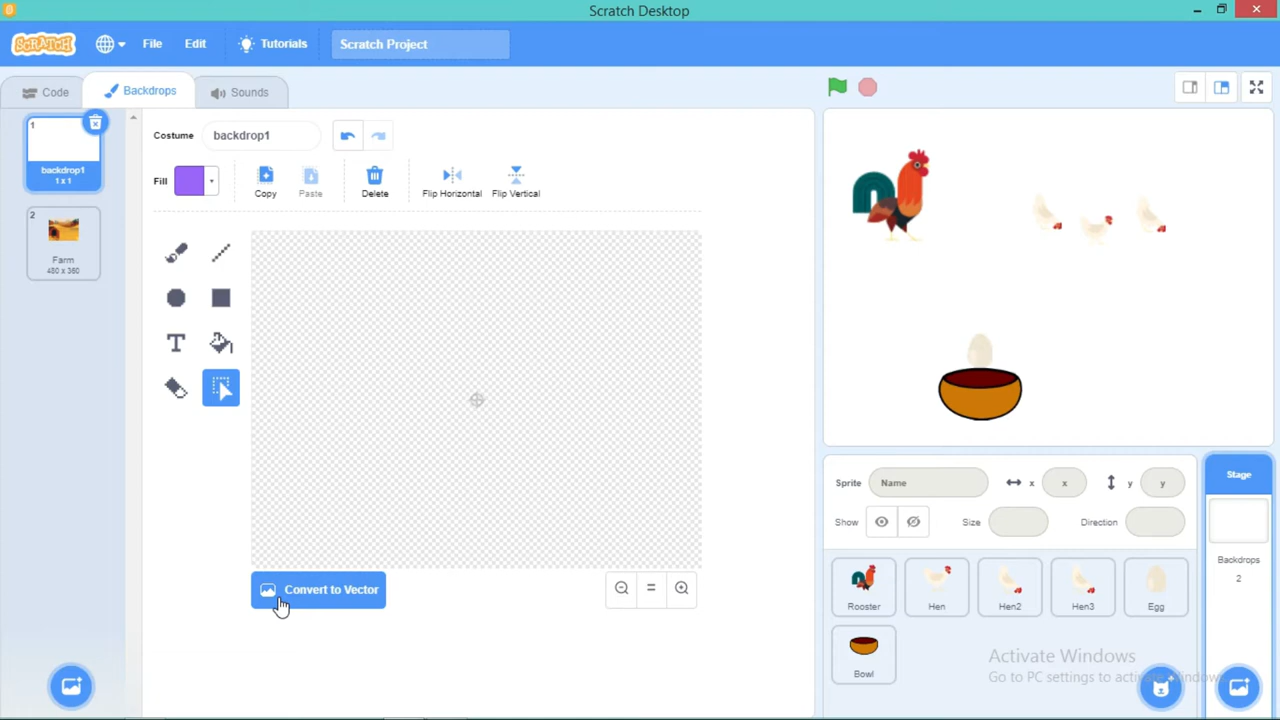 Scratch Desktop
SCRATCH File Edit Tutorials Scratch Project
Code Backdrops Sounds
1
backdrop1
1 x 1
2
Farm
480 x 360
Costume backdrop1
Fill Copy Paste Delete Flip Horizontal Flip Vertical
T
Convert to Vector
Sprite Name x x y y
Show Size Direction
Rooster Hen Hen2 Hen3 Egg
Bowl
Stage
Backdrops
2
Activate Windows
Go to PC settings to activate Windows.